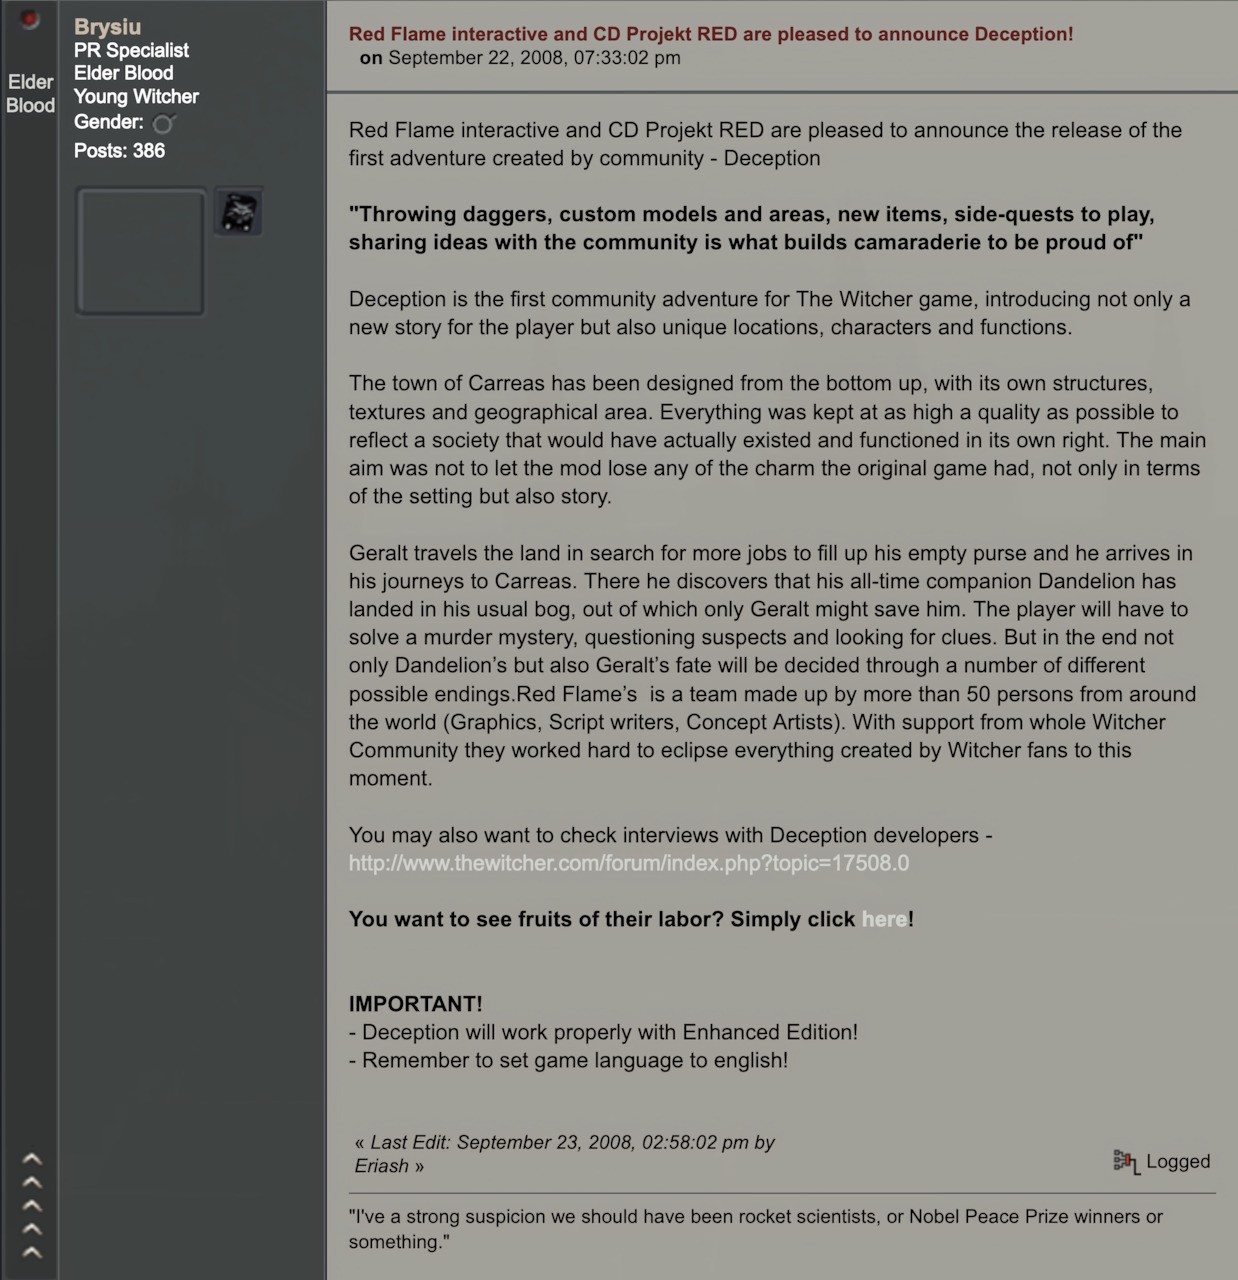 Elder
Blood
Brysiu
PR Specialist
Elder Blood
Young Witcher
Gender:
Posts: 386
Red Flame interactive and CD Projekt RED are pleased to announce Deception!
on September 22, 2008, 07:33:02 pm
Red Flame interactive and CD Projekt RED are pleased to announce the release of the
first adventure created by community - Deception
"Throwing daggers, custom models and areas, new items, side-quests to play,
sharing ideas with the community is what builds camaraderie to be proud of"
Deception is the first community adventure for The Witcher game, introducing not only a
new story for the player but also unique locations, characters and functions.
The town of Carreas has been designed from the bottom up, with its own structures,
textures and geographical area. Everything was kept at as high a quality as possible to
reflect a society that would have actually existed and functioned in its own right. The main
aim was not to let the mod lose any of the charm the original game had, not only in terms
of the setting but also story.
Geralt travels the land in search for more jobs to fill up his empty purse and he arrives in
his journeys to Carreas. There he discovers that his all-time companion Dandelion has
landed in his usual bog, out of which only Geralt might save him. The player will have to
solve a murder mystery, questioning suspects and looking for clues. But in the end not
only Dandelion’s but also Geralt’s fate will be decided through a number of different
possible endings.Red Flame’s  is a team made up by more than 50 persons from around
the world (Graphics, Script writers, Concept Artists). With support from whole Witcher
Community they worked hard to eclipse everything created by Witcher fans to this
moment.
You may also want to check interviews with Deception developers -
http://www.thewitcher.com/forum/index.php?topic=17508.0
You want to see fruits of their labor? Simply click here!
IMPORTANT!
- Deception will work properly with Enhanced Edition!
- Remember to set game language to english!
« Last Edit: September 23, 2008, 02:58:02 pm by
Eriash »
Logged
"I've a strong suspicion we should have been rocket scientists, or Nobel Peace Prize winners or
something."